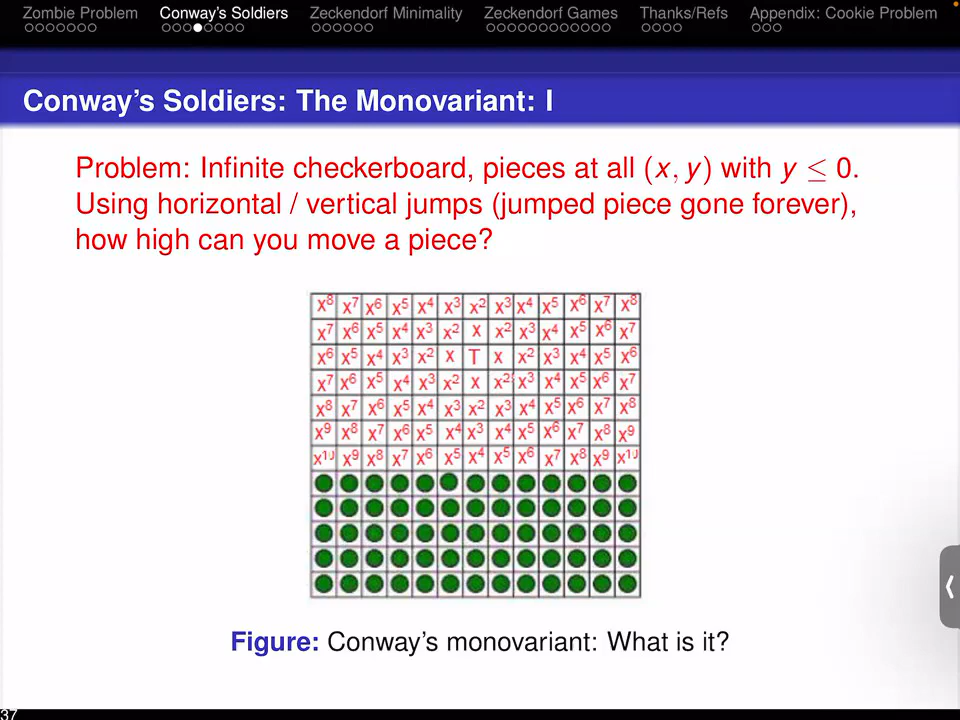 Zombie Problem Conway's Soldiers Zeckendorf Minimality Zeckendorf Games Thanks/Refs Appendix: Cookie Problem
Conway's Soldiers: The Monovariant: I
Problem: Infinite checkerboard, pieces at all (x, y) with y ≤ 0.
Using horizontal / vertical jumps (jumped piece gone forever),
how high can you move a piece?
x⁸ x⁷ x⁶ x⁵ x⁴ x³ x² x³ x⁴ x⁵ x⁶ x⁷ x⁸
x⁷ x⁶ x⁵ x⁴ x³ x² x x² x³ x⁴ x⁵ x⁶ x⁷
x⁶ x⁵ x⁴ x³ x² x T x x² x³ x⁴ x⁵ x⁶
x⁷ x⁶ x⁵ x⁴ x³ x² x x² x³ x⁴ x⁵ x⁶ x⁷
x⁸ x⁷ x⁶ x⁵ x⁴ x³ x² x³ x⁴ x⁵ x⁶ x⁷ x⁸
x⁹ x⁸ x⁷ x⁶ x⁵ x⁴ x³ x⁴ x⁵ x⁶ x⁷ x⁸ x⁹
x¹⁰ x⁹ x⁸ x⁷ x⁶ x⁵ x⁴ x⁵ x⁶ x⁷ x⁸ x⁹ x¹⁰
Figure: Conway's monovariant: What is it?
37